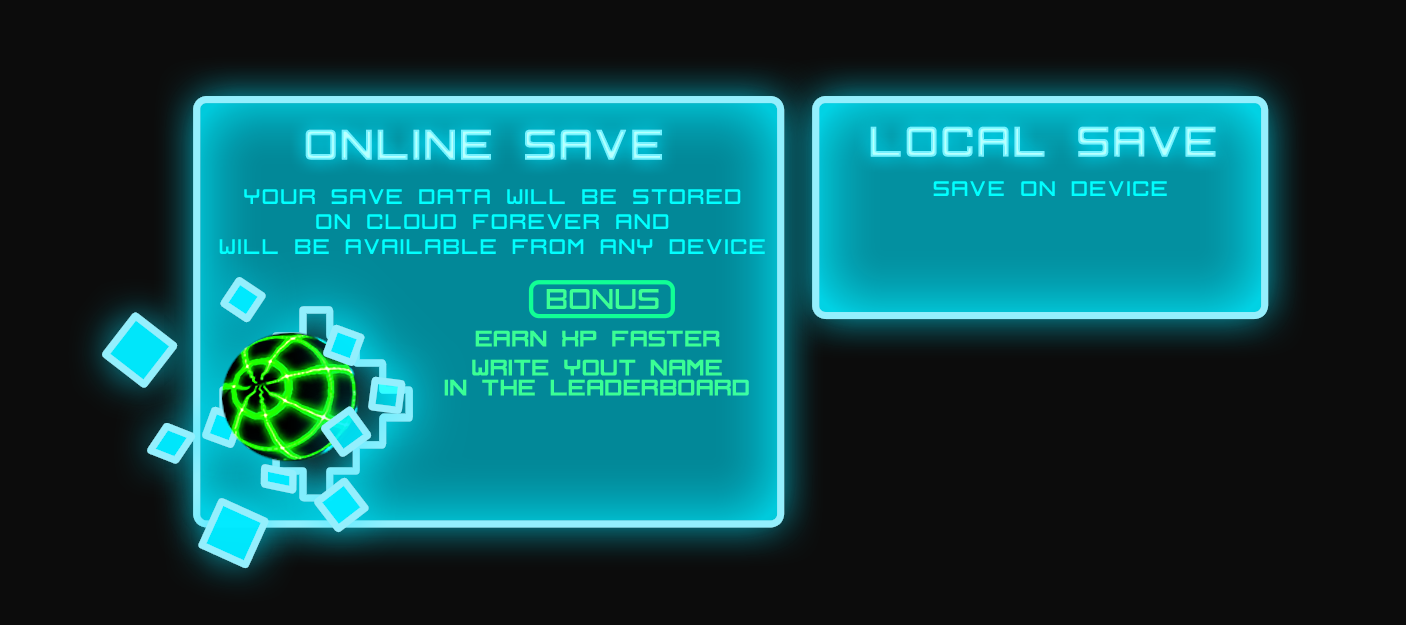 ONLINE SAVE
YOUR SAVE DATA WILL BE STORED
ON CLOUD FOREVER AND
WILL BE AVAILABLE FROM ANY DEVICE
BONUS
EARN XP FASTER
WRITE YOUT NAME
IN THE LEADERBOARD
LOCAL SAVE
SAVE ON DEVICE